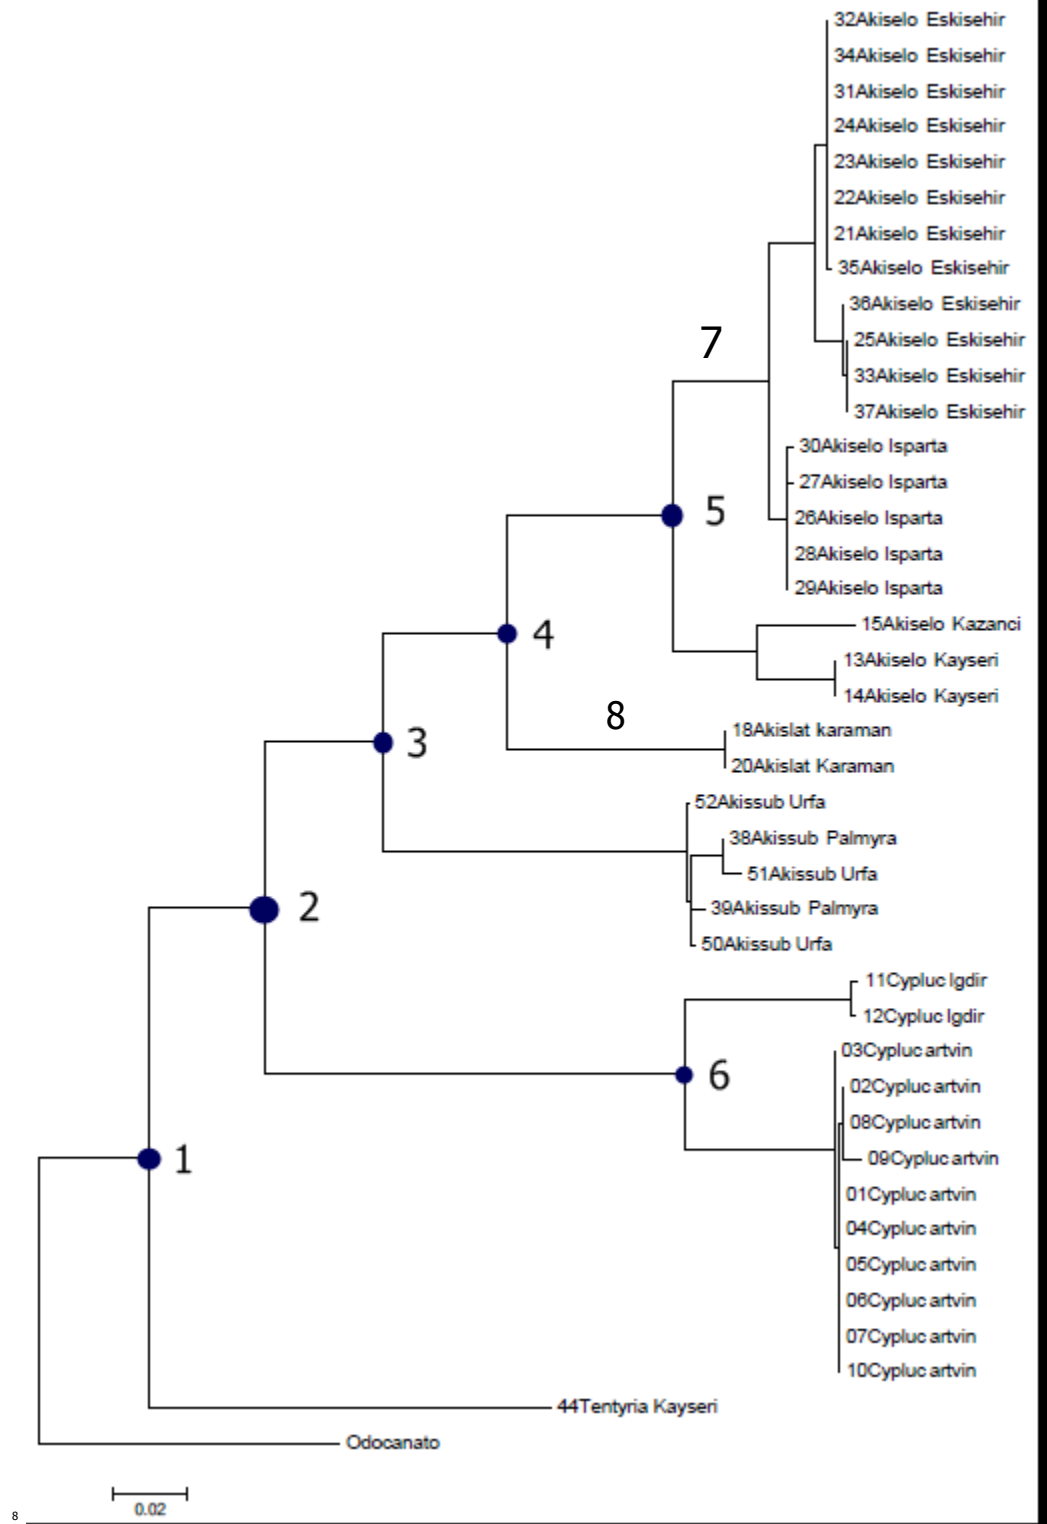 32Akiselo Eskisehir
34Akiselo Eskisehir
31Akiselo Eskisehir
24Akiselo Eskisehir
23Akiselo Eskisehir
22Akiselo Eskisehir
21Akiselo Eskisehir
35Akiselo Eskisehir
36Akiselo Eskisehir
7
25Akiselo Eskisehir
33Akiselo Eskisehir
37Akiselo Eskisehir
30Akiselo Isparta
27Akiselo Isparta
5
26Akiselo Isparta
28Akiselo Isparta
29Akiselo Isparta
15Akiselo Kazanci
4
13Akiselo Kayseri
14Akiselo Kayseri
8
18Akislat karaman
3
20Akislat Karaman
52Akissub Urfa
38Akissub Palmyra
51Akissub Urfa
2
39Akissub Palmyra
50Akissub Urfa
11Cypluc Igdir
12Cypluc Igdir
03Cypluc artvin
6
02Cypluc artvin
08Cypluc artvin
1
09Cypluc artvin
01Cypluc artvin
04Cypluc artvin
05Cypluc artvin
06Cypluc artvin
07Cypluc artvin
10Cypluc artvin
44Tentyria Kayseri
Odocanato
0.02
8